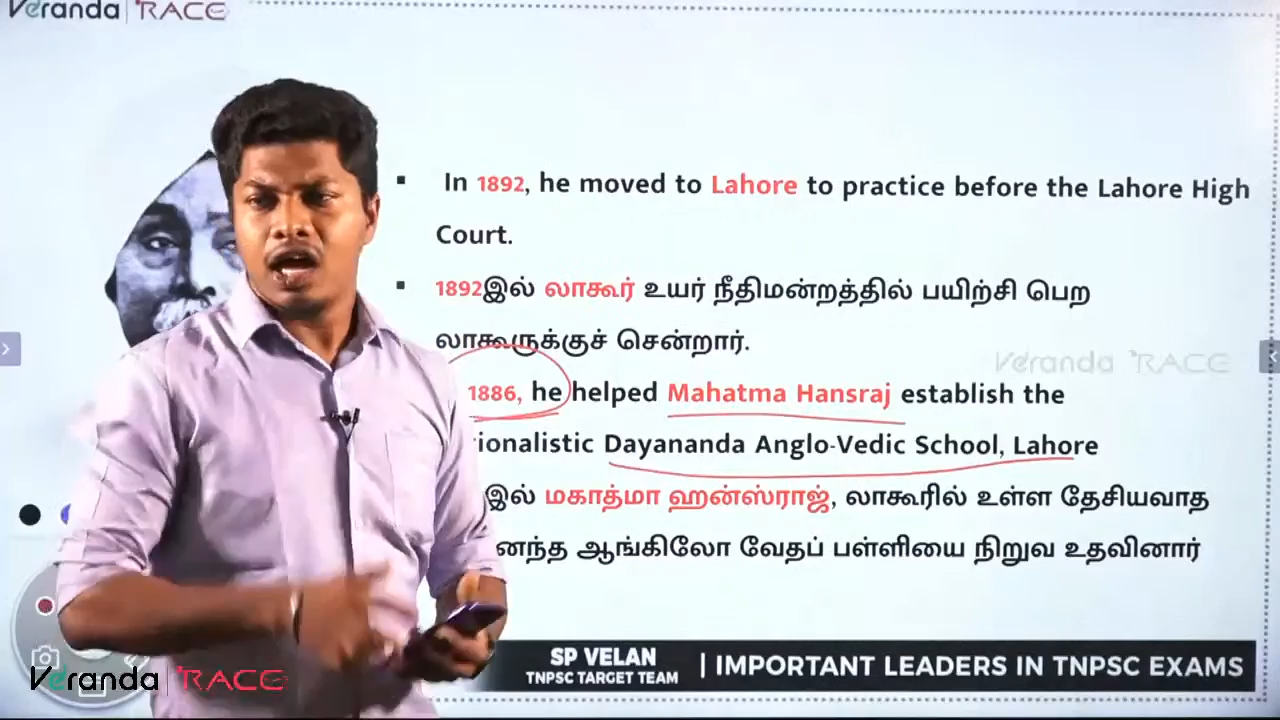 Veranda RACE
In 1892, he moved to Lahore to practice before the Lahore High
Court.
1892இல் லாகூர் உயர் நீதிமன்றத்தில் பயிற்சி பெற
லாகூருக்குச் சென்றார்.
Veranda RACE
1886, he helped Mahatma Hansraj establish the
ionalistic Dayananda Anglo-Vedic School, Lahore
இல் மகாத்மா ஹன்ஸ்ராஜ், லாகூரில் உள்ள தேசியவாத
னந்த ஆங்கிலோ வேதப் பள்ளியை நிறுவ உதவினார்
SP VELAN
TNPSC TARGET TEAM
IMPORTANT LEADERS IN TNPSC EXAMS
Veranda RACE